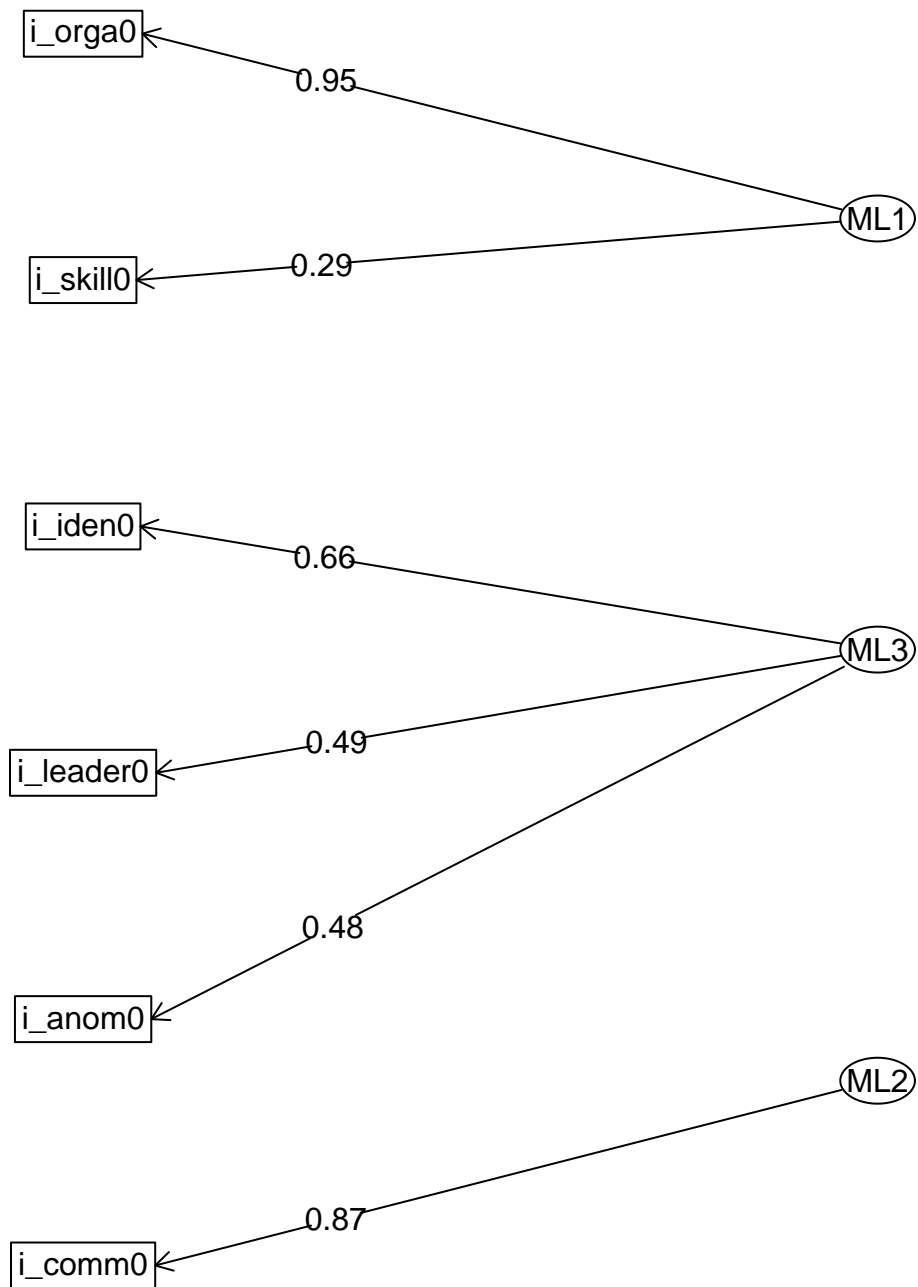 i_orga0
0.95
ML1
0.29
i_skill0
i_iden0
0.66
ML3
0.49
i_leader0
0.48
i_anom0
ML2
0.87
i_comm0